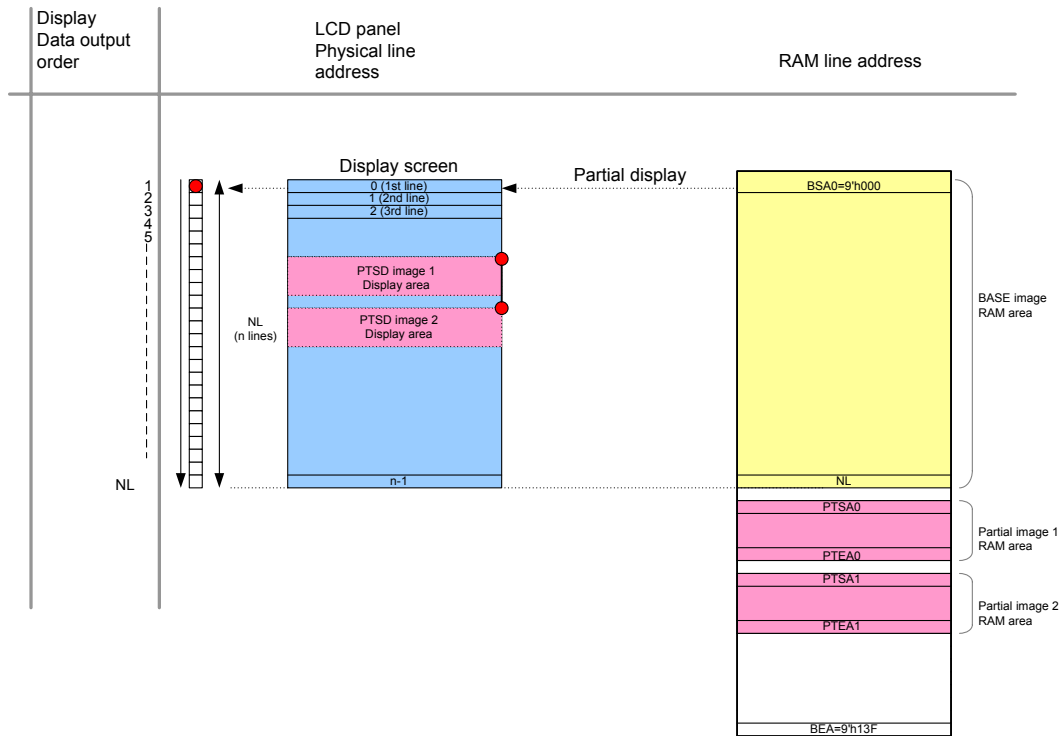 Display
Data output
order
LCD panel
Physical line
address
RAM line address
Display screen
Partial display
1
2
3
4
5
NL
NL
(n lines)
0 (1st line)
1 (2nd line)
2 (3rd line)
PTSD image 1
Display area
PTSD image 2
Display area
n-1
BSA0=9'h000
NL
PTSA0
PTEA0
PTSA1
PTEA1
BEA=9'h13F
BASE image
RAM area
Partial image 1
RAM area
Partial image 2
RAM area